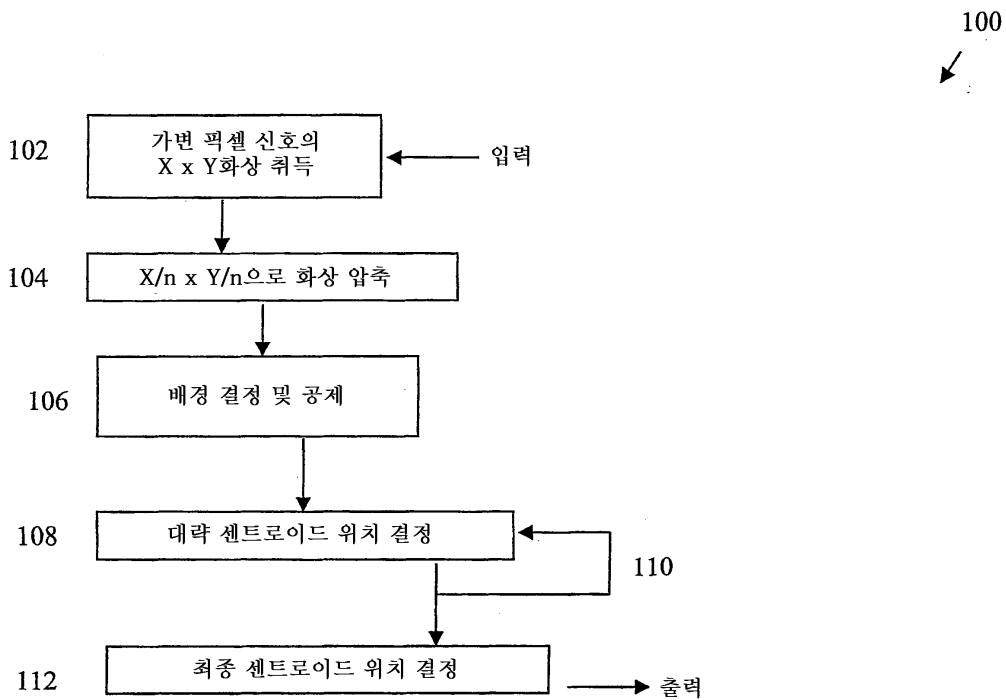 100
102
가변 픽셀 신호의
X x Y화상 취득
입력
104
X/n x Y/n으로 화상 압축
106
배경 결정 및 공제
108
대략 센트로이드 위치 결정
110
112
최종 센트로이드 위치 결정
출력